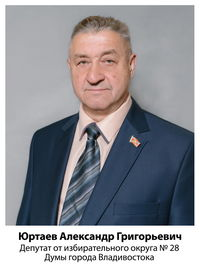 Юртаев Александр Григорьевич
Депутат от избирательного округа № 28
Думы города Владивостока